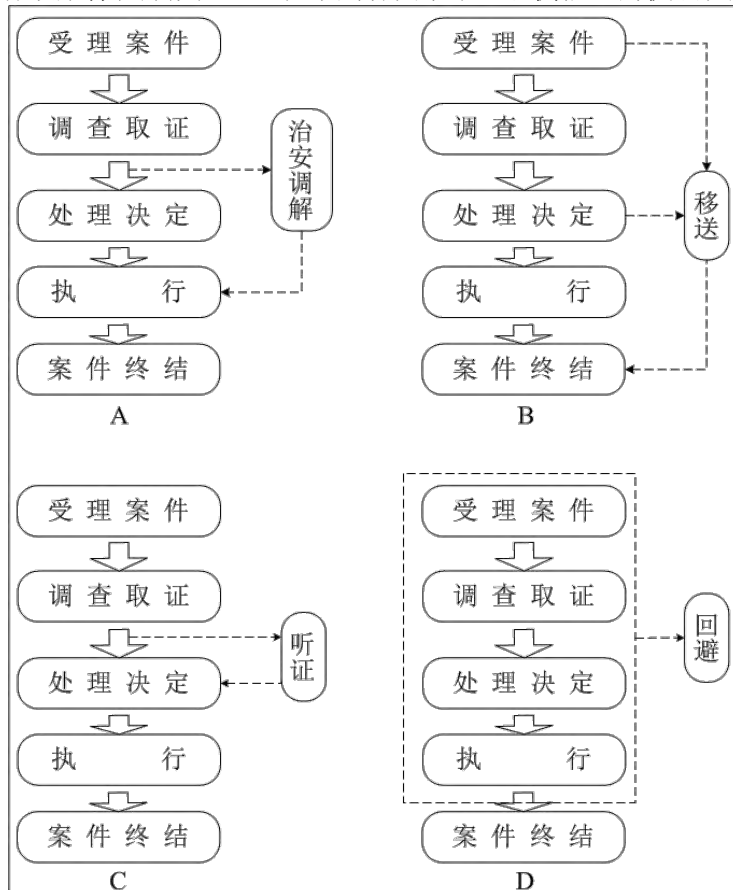 受理案件
调查取证
处理决定
执行
案件终结
治安调解
A
受理案件
调查取证
处理决定
执行
案件终结
移送
B
受理案件
调查取证
处理决定
执行
案件终结
听证
C
受理案件
调查取证
处理决定
执行
案件终结
回避
D